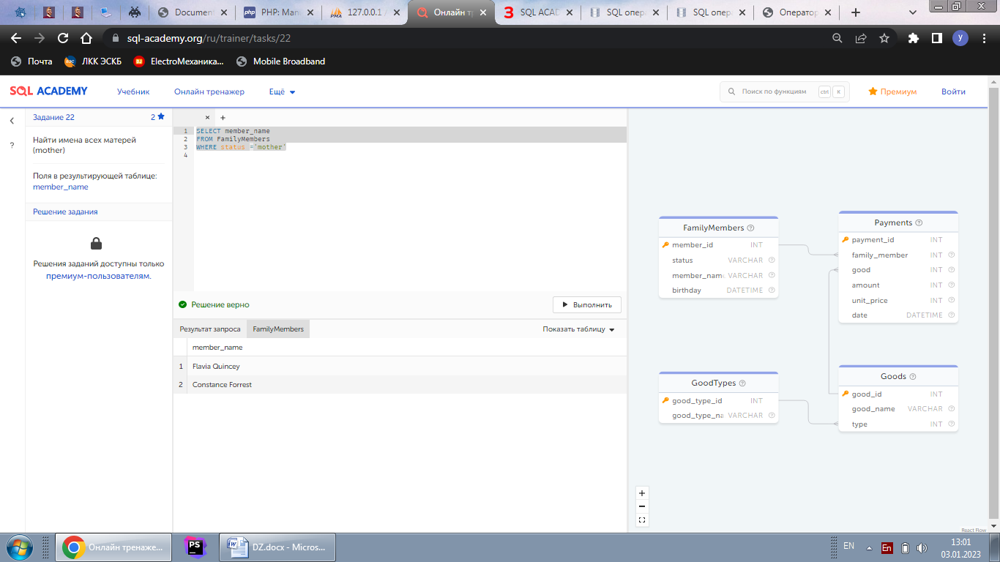 Document
PHP: Man
127.0.0.1 /
Онлайн тр
SQL ACAD
SQL опер
SQL опер
Оператор
sql-academy.org/ru/trainer/tasks/22
y
Почта
ЛКК ЭСКБ
ElectroМеханика...
Mobile Broadband
SQL ACADEMY
Учебник
Онлайн тренажер
Ещё
Поиск по функциям
ctrl
K
Премиум
Войти
Задание 22
2
?
Найти имена всех матерей
(mother)
Поля в результирующей таблице:
member_name
Решение задания
Решения заданий доступны только
премиум-пользователям.
1 SELECT member_name
2 FROM FamilyMembers
3 WHERE status ='mother'
4
Решение верно
Выполнить
Результат запроса
FamilyMembers
Показать таблицу
member_name
1 Flavia Quincey
2 Constance Forrest
FamilyMembers
member_id INT
status VARCHAR
member_name VARCHAR
birthday DATETIME
Payments
payment_id INT
family_member INT
good INT
amount INT
unit_price INT
date DATETIME
GoodTypes
good_type_id INT
good_type_na VARCHAR
Goods
good_id INT
good_name VARCHAR
type INT
React Flow
Онлайн тренаже...
PS
DZ.docx - Micros...
EN
En
13:01
03.01.2023